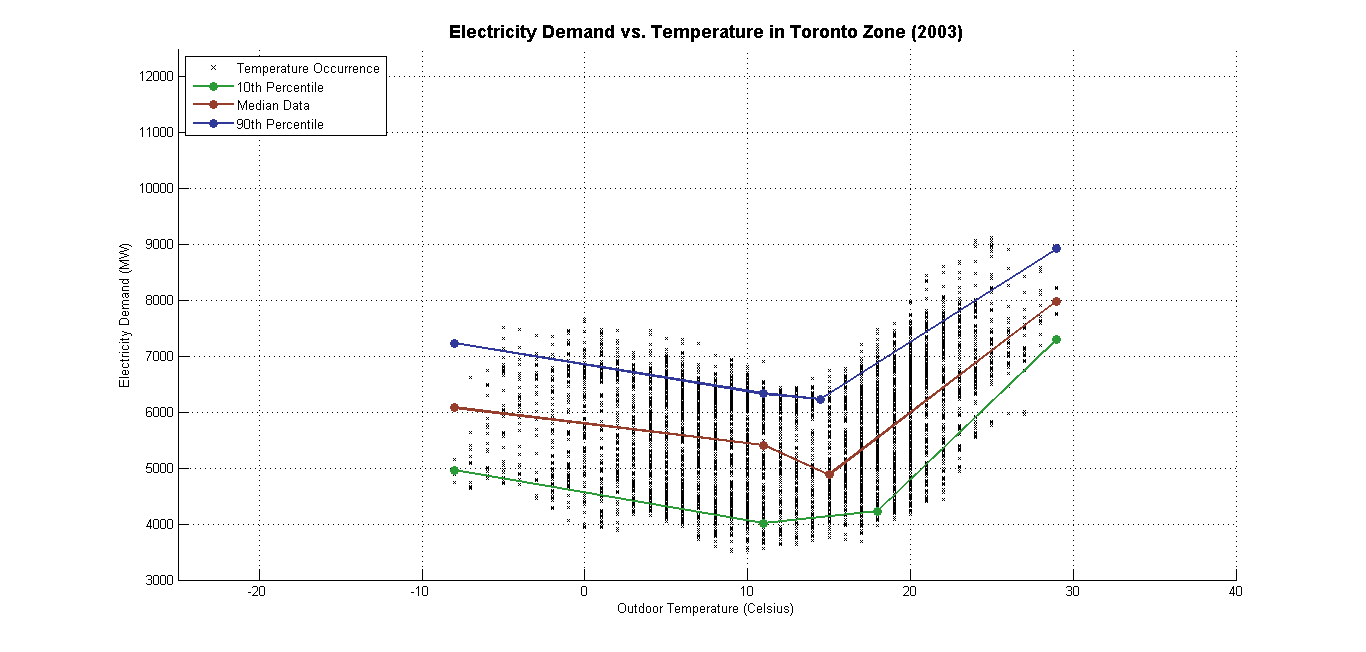 Electricity Demand vs. Temperature in Toronto Zone (2003)
Temperature Occurrence
10th Percentile
Median Data
90th Percentile
12000
11000
10000
9000
8000
7000
6000
5000
4000
3000
Electricity Demand (MW)
-20 -10 0 10 20 30 40
Outdoor Temperature (Celsius)